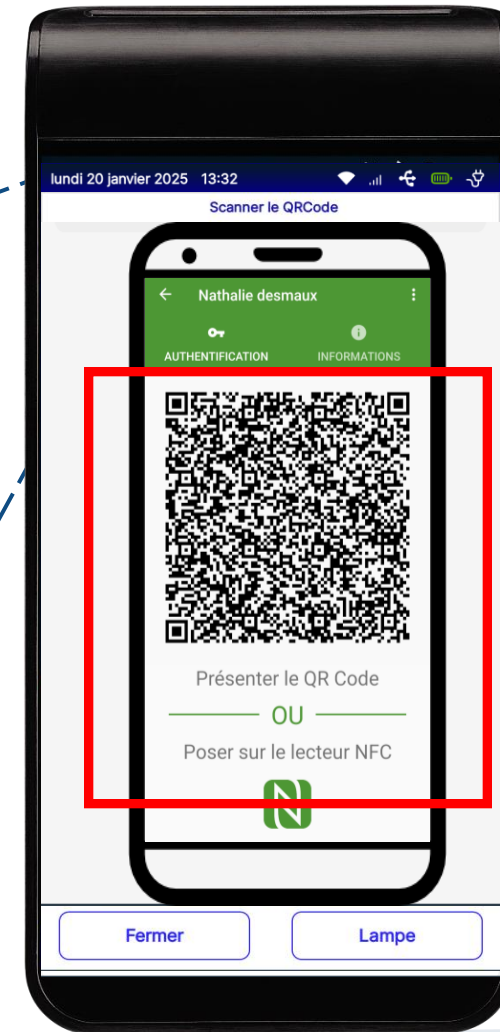 lundi 20 janvier 2025 13:32
Scanner le QRCode
Nathalie desmaux
AUTHENTIFICATION INFORMATIONS
Présenter le QR Code
OU
Poser sur le lecteur NFC
Fermer Lampe